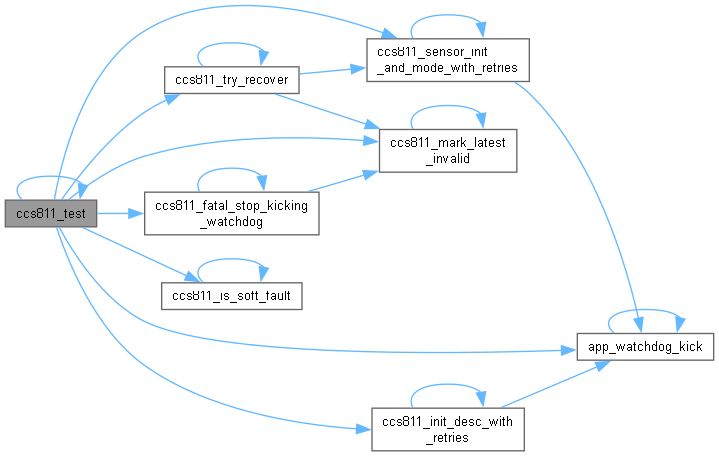 ccs811_sensor_init
_and_mode_with_retries
ccs811_try_recover
ccs811_mark_latest
_invalid
ccs811_fatal_stop_kicking
_watchdog
ccs811_test
ccs811_is_soft_fault
app_watchdog_kick
ccs811_init_desc_with
_retries